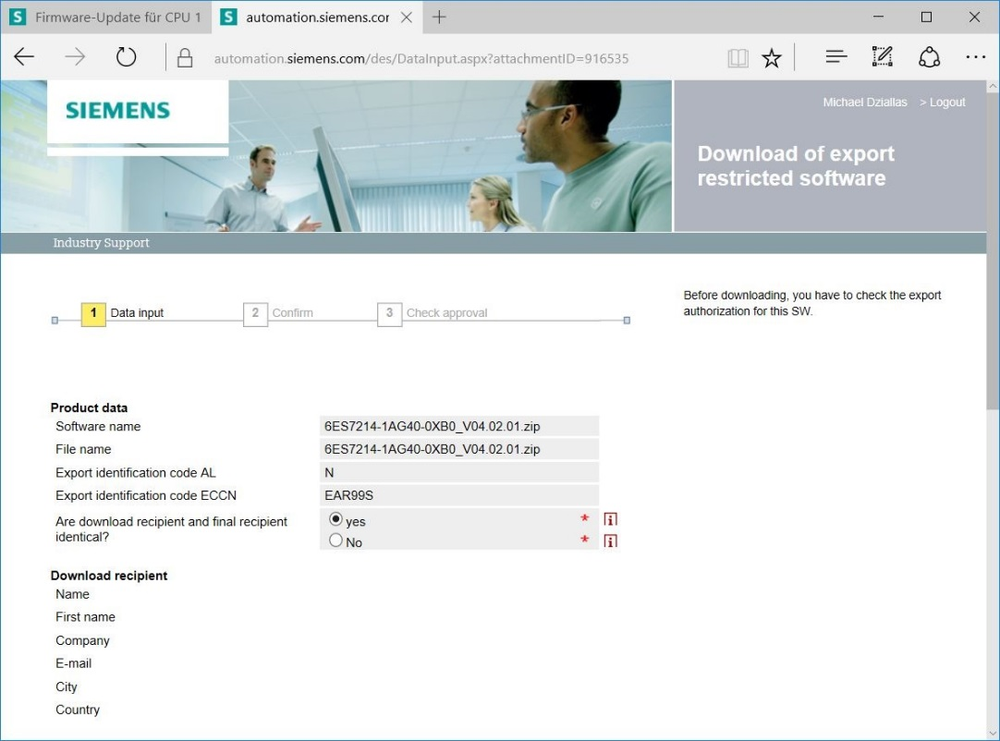 S Firmware-Update für CPU 1
S automation.siemens.cor
automation.siemens.com/des/DataInput.aspx?attachmentID=916535
SIEMENS
Michael Dziallas > Logout
Download of export
restricted software
Industry Support
1 Data input 2 Confirm 3 Check approval
Before downloading, you have to check the export
authorization for this SW.
Product data
Software name 6ES7214-1AG40-0XB0_V04.02.01.zip
File name 6ES7214-1AG40-0XB0_V04.02.01.zip
Export identification code AL N
Export identification code ECCN EAR99S
Are download recipient and final recipient
identical?
yes * i
No * i
Download recipient
Name
First name
Company
E-mail
City
Country